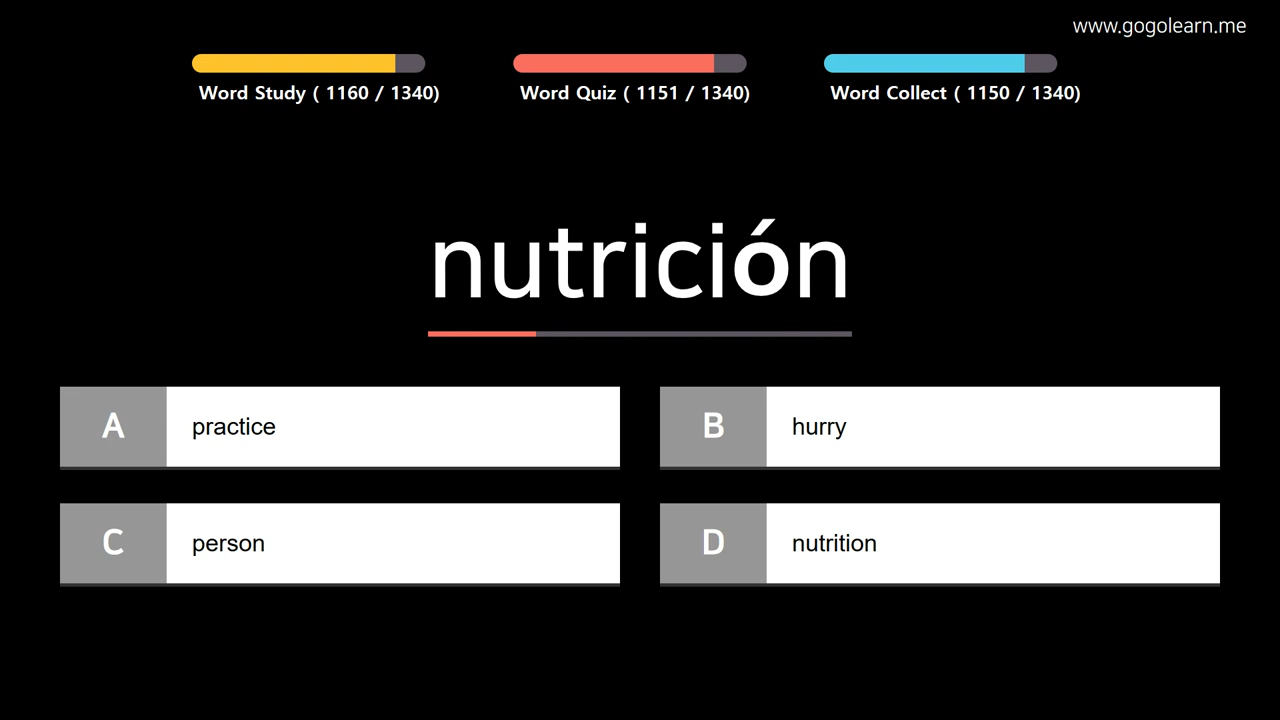 www.gogolearn.me
Word Study ( 1160 / 1340)
Word Quiz ( 1151 / 1340)
Word Collect ( 1150 / 1340)
nutrición
A practice
B hurry
C person
D nutrition